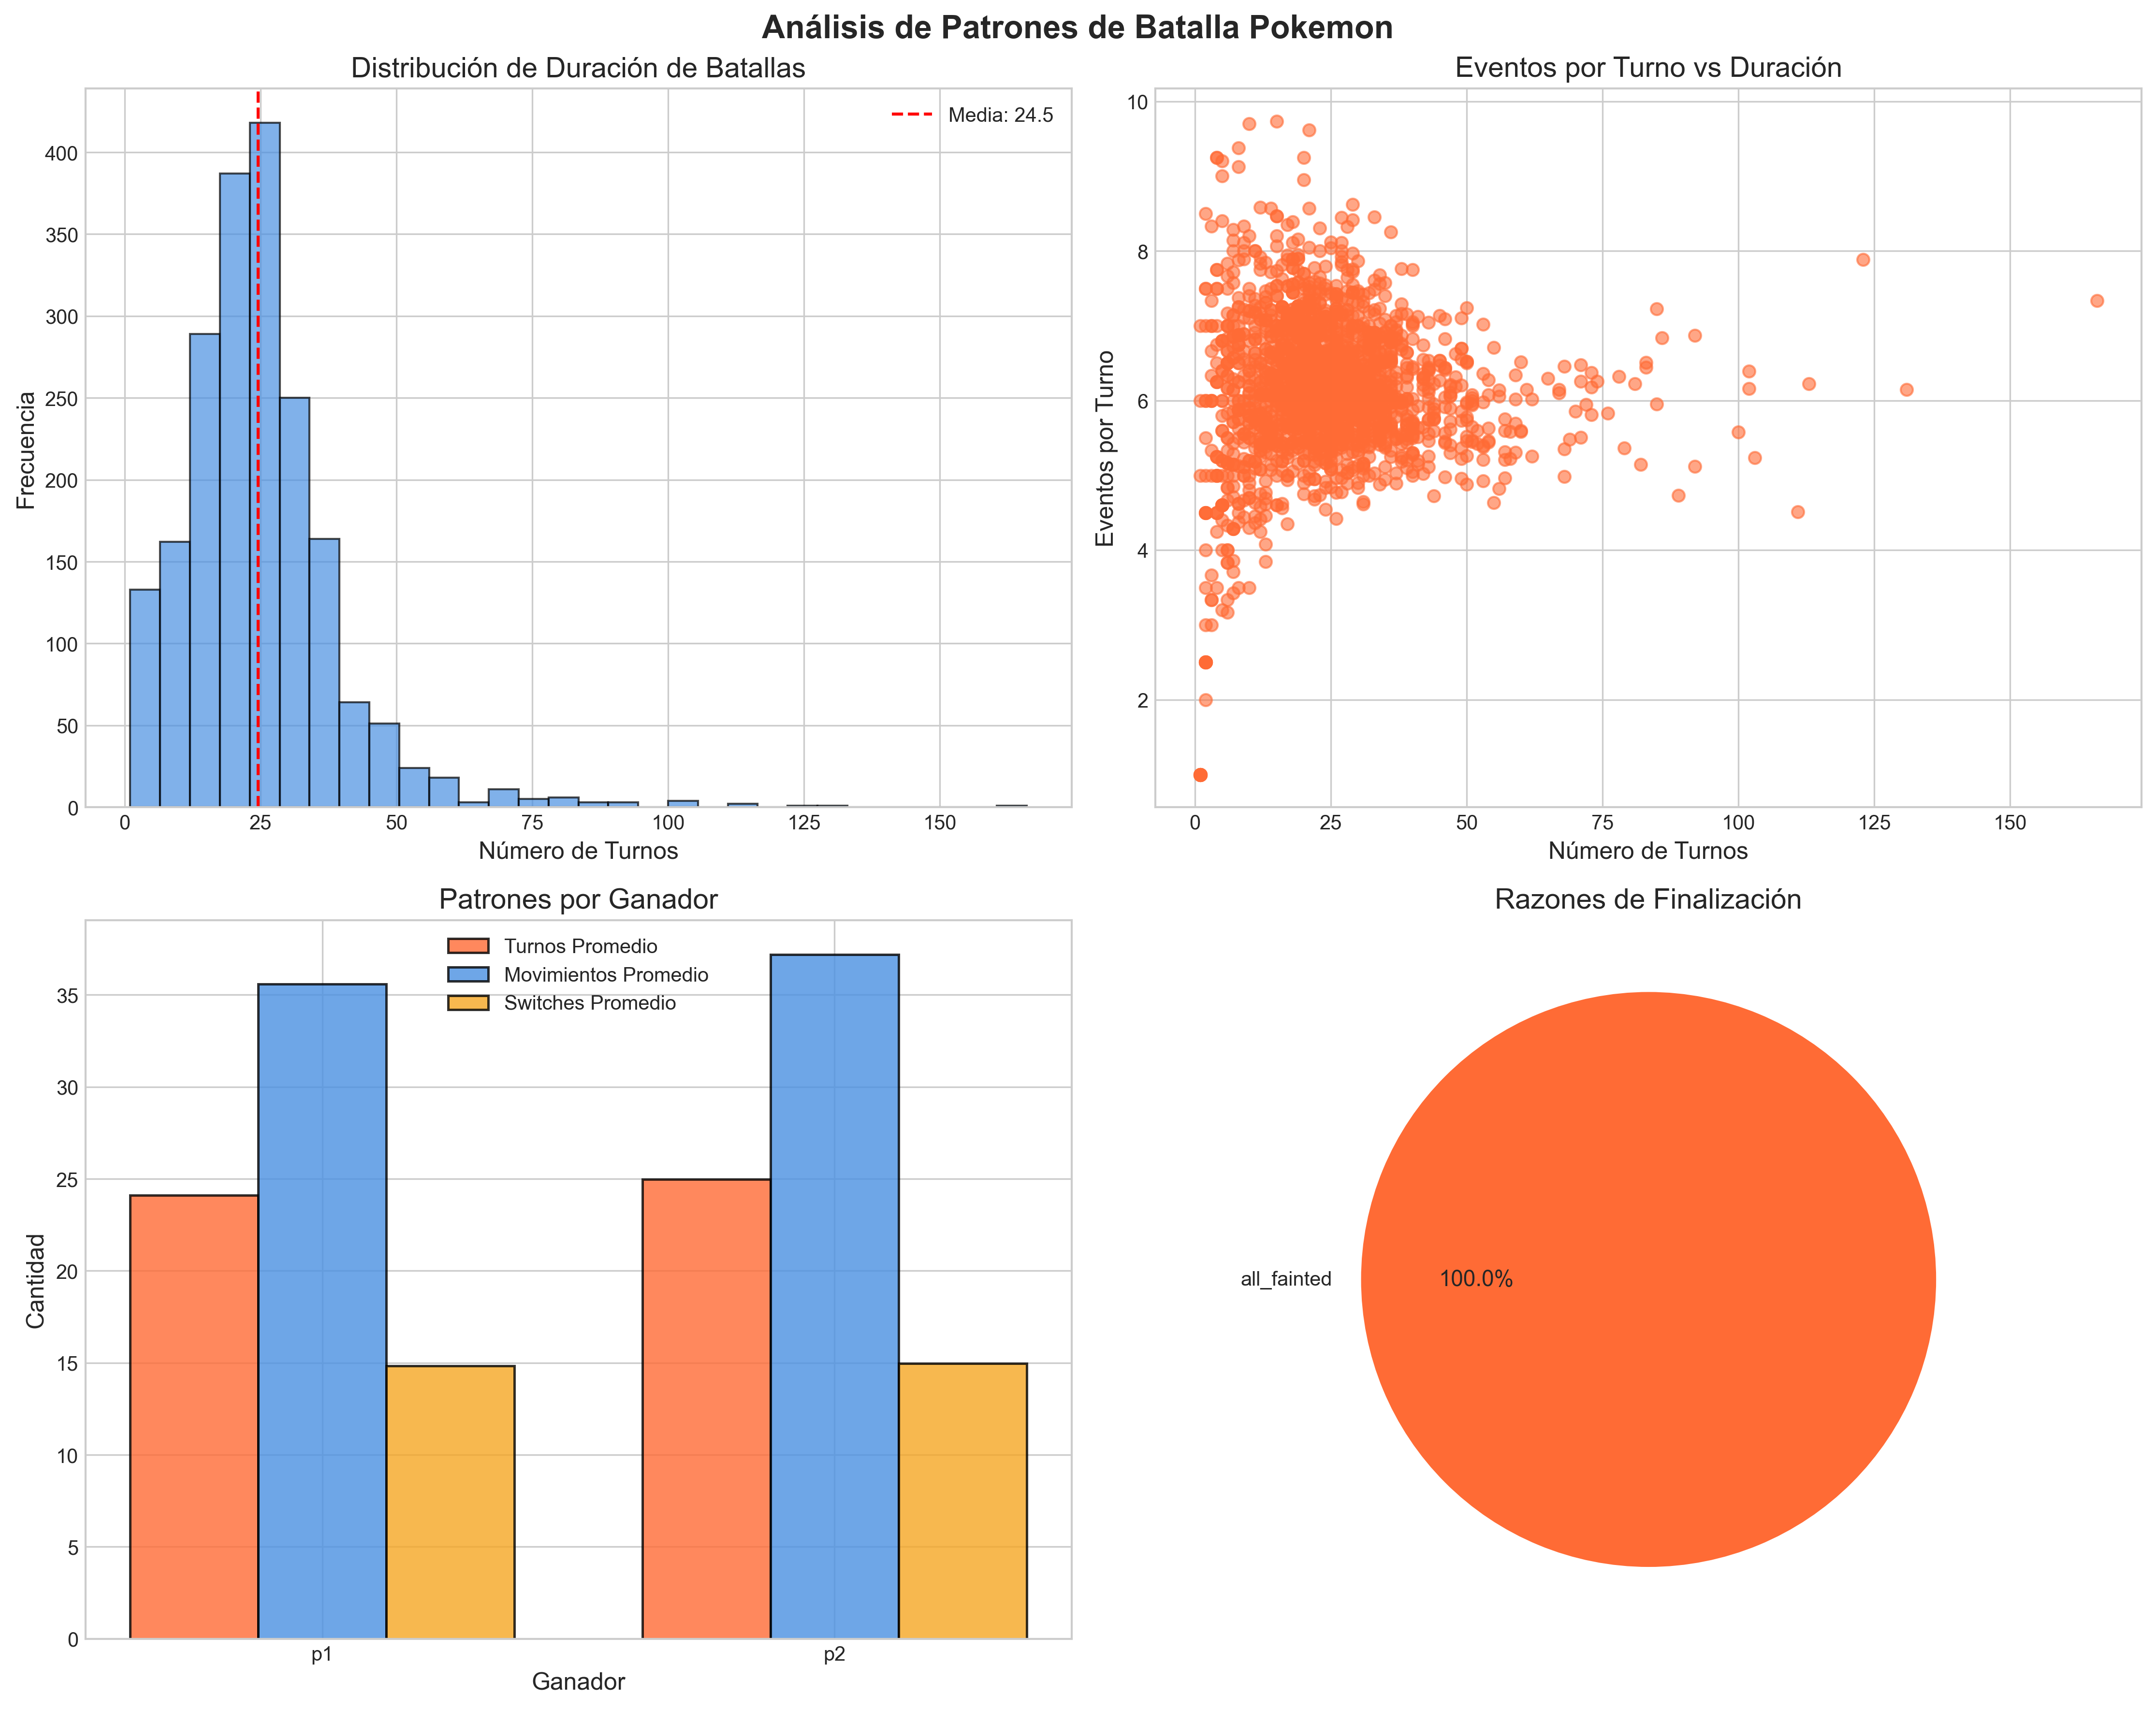 Análisis de Patrones de Batalla Pokemon
Distribución de Duración de Batallas
Media: 24.5
Frecuencia
400
350
300
250
200
150
100
50
0
0 25 50 75 100 125 150
Número de Turnos
Eventos por Turno vs Duración
Eventos por Turno
10
8
6
4
2
0 25 50 75 100 125 150
Número de Turnos
Patrones por Ganador
Turnos Promedio
Movimientos Promedio
Switches Promedio
Cantidad
35
30
25
20
15
10
5
0
p1 p2
Ganador
Razones de Finalización
all_fainted
100.0%